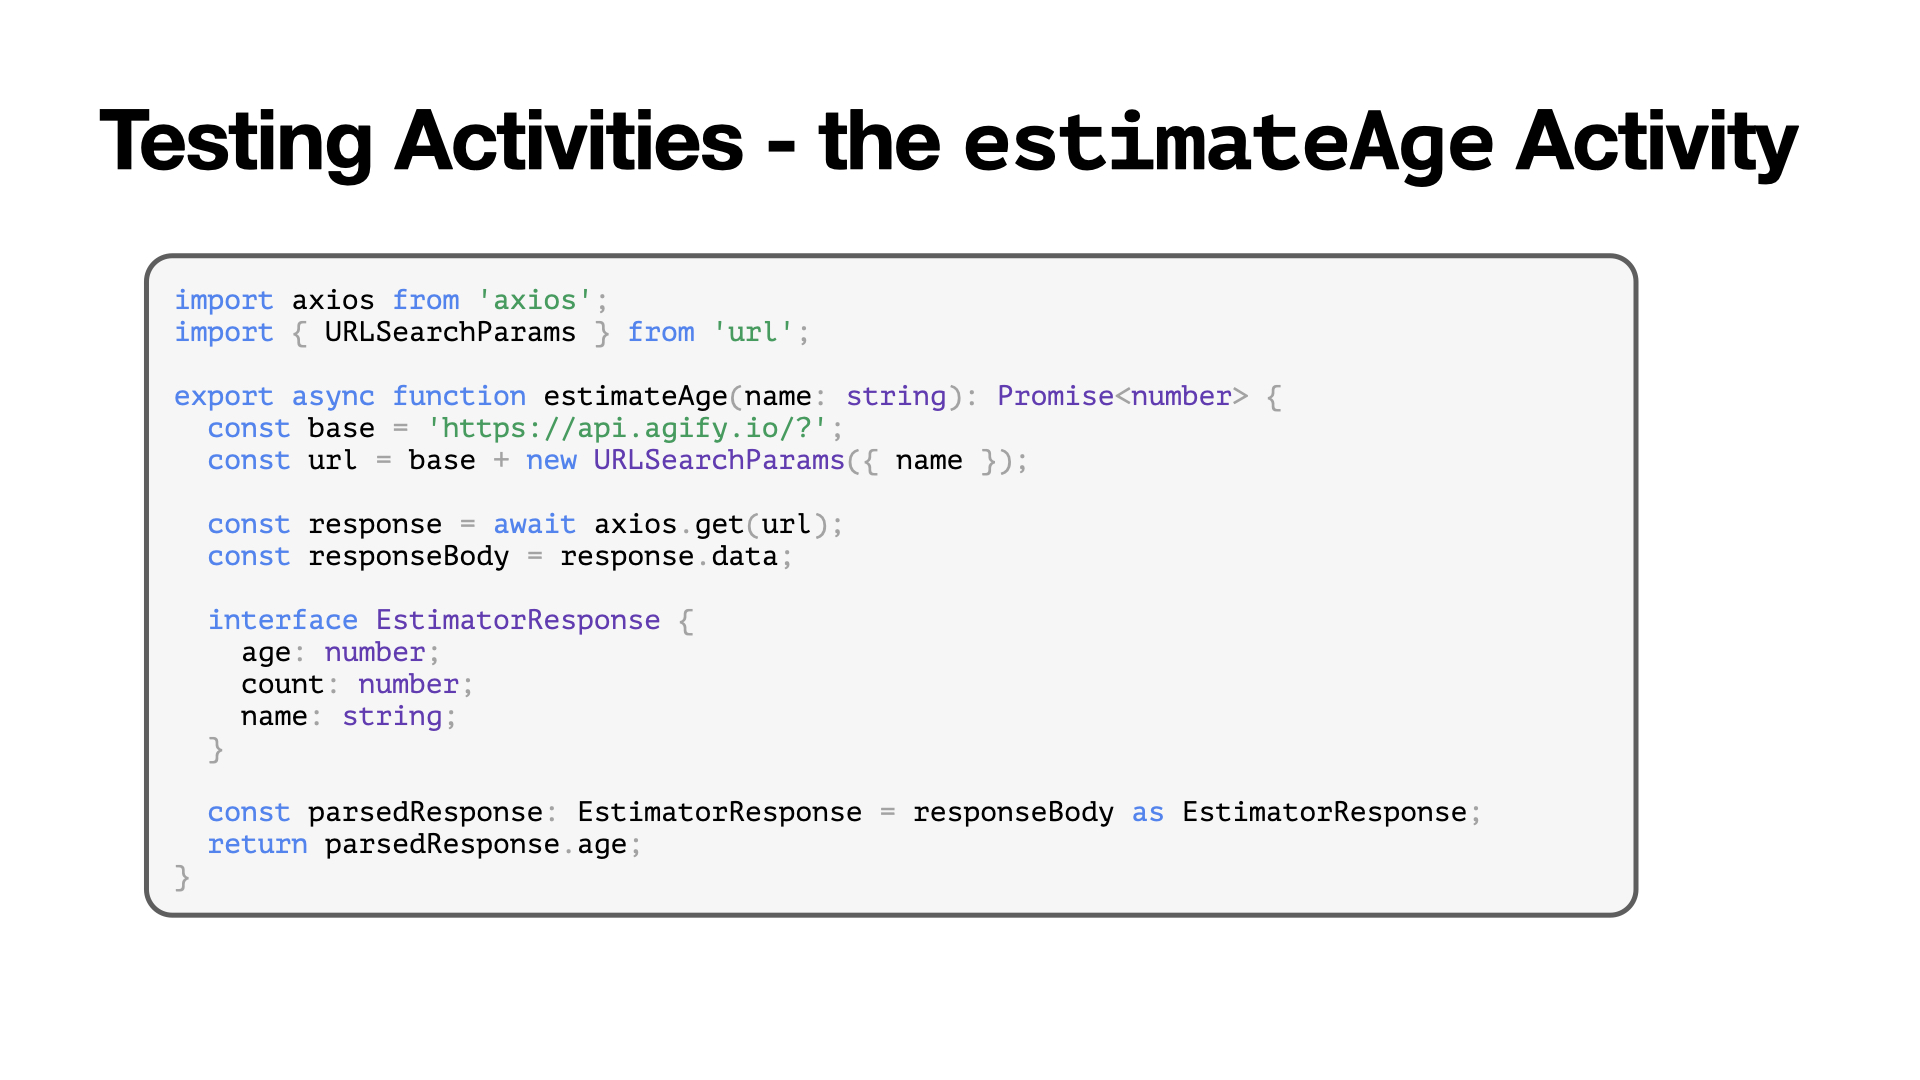 Testing Activities - the estimateAge Activity
import axios from 'axios';
import { URLSearchParams } from 'url';
export async function estimateAge(name: string): Promise<number> {
  const base = 'https://api.agify.io/?';
  const url = base + new URLSearchParams({ name });
  const response = await axios.get(url);
  const responseBody = response.data;
  interface EstimatorResponse {
    age: number;
    count: number;
    name: string;
  }
  const parsedResponse: EstimatorResponse = responseBody as EstimatorResponse;
  return parsedResponse.age;
}